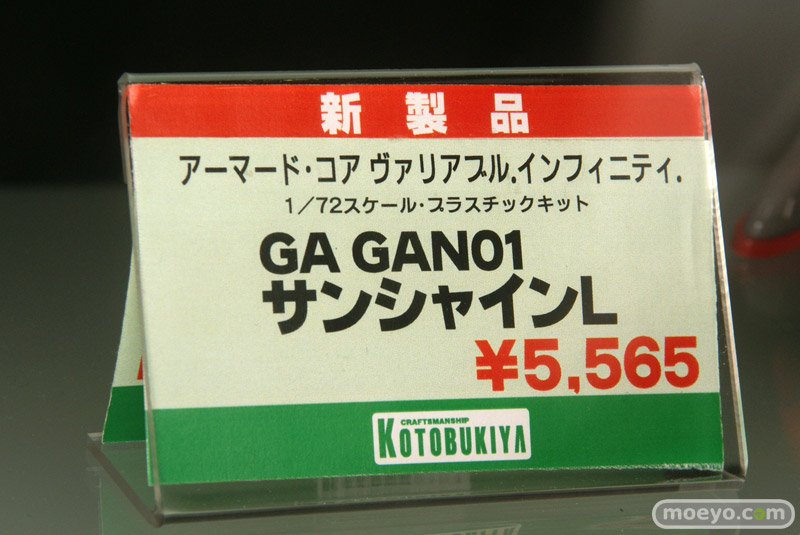 新製品
アーマード・コア ヴァリアブル.インフィニティ.
1/72スケール・プラスチックキット
GA GAN01
サンシャインL
¥5,565
CRAFTSMANSHIP
KOTOBUKIYA
moeyo.com